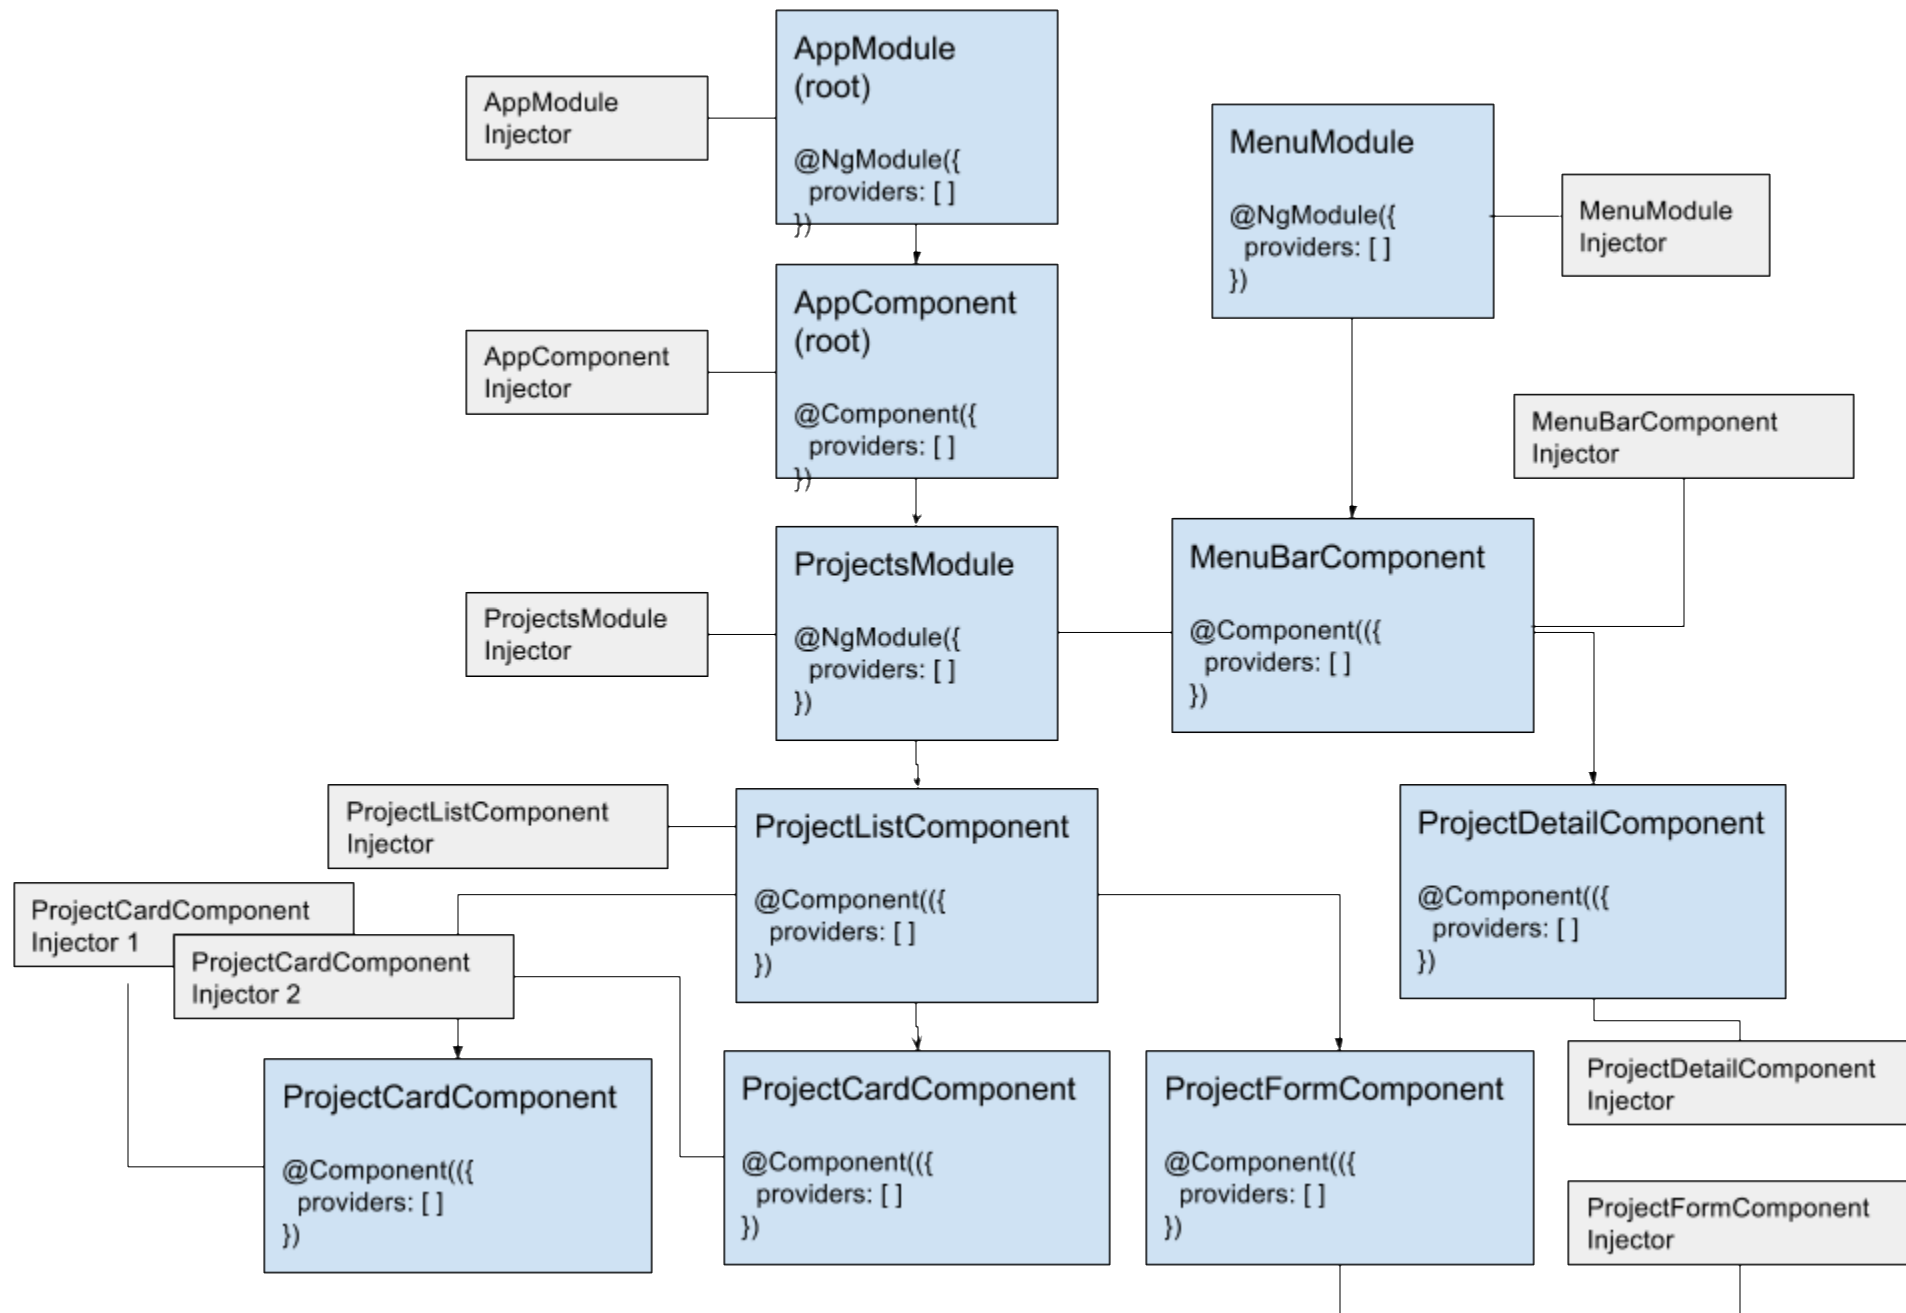 AppModule
(root)
@NgModule({
providers: [ ]
})
AppModule
Injector
MenuModule
@NgModule({
providers: [ ]
})
MenuModule
Injector
AppComponent
(root)
@Component({
providers: [ ]
})
AppComponent
Injector
MenuBarComponent
Injector
ProjectsModule
@NgModule({
providers: [ ]
})
ProjectsModule
Injector
MenuBarComponent
@Component(({
providers: [ ]
})
ProjectListComponent
Injector
ProjectListComponent
@Component(({
providers: [ ]
})
ProjectDetailComponent
@Component(({
providers: [ ]
})
ProjectCardComponent
Injector 1
ProjectCardComponent
Injector 2
ProjectCardComponent
@Component(({
providers: [ ]
})
ProjectCardComponent
@Component(({
providers: [ ]
})
ProjectFormComponent
@Component(({
providers: [ ]
})
ProjectDetailComponent
Injector
ProjectFormComponent
Injector